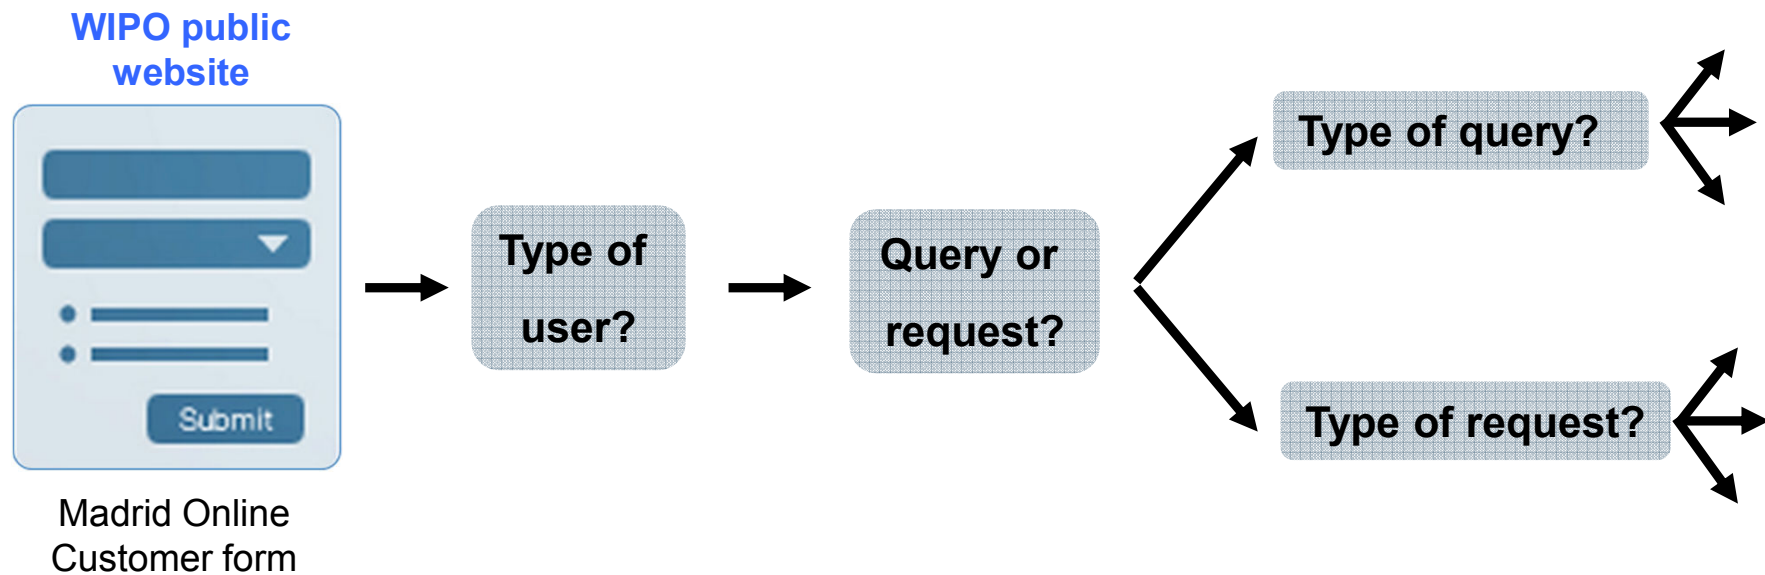 WIPO public
website
Submit
Madrid Online
Customer form
Type of
user?
Query or
request?
Type of query?
Type of request?